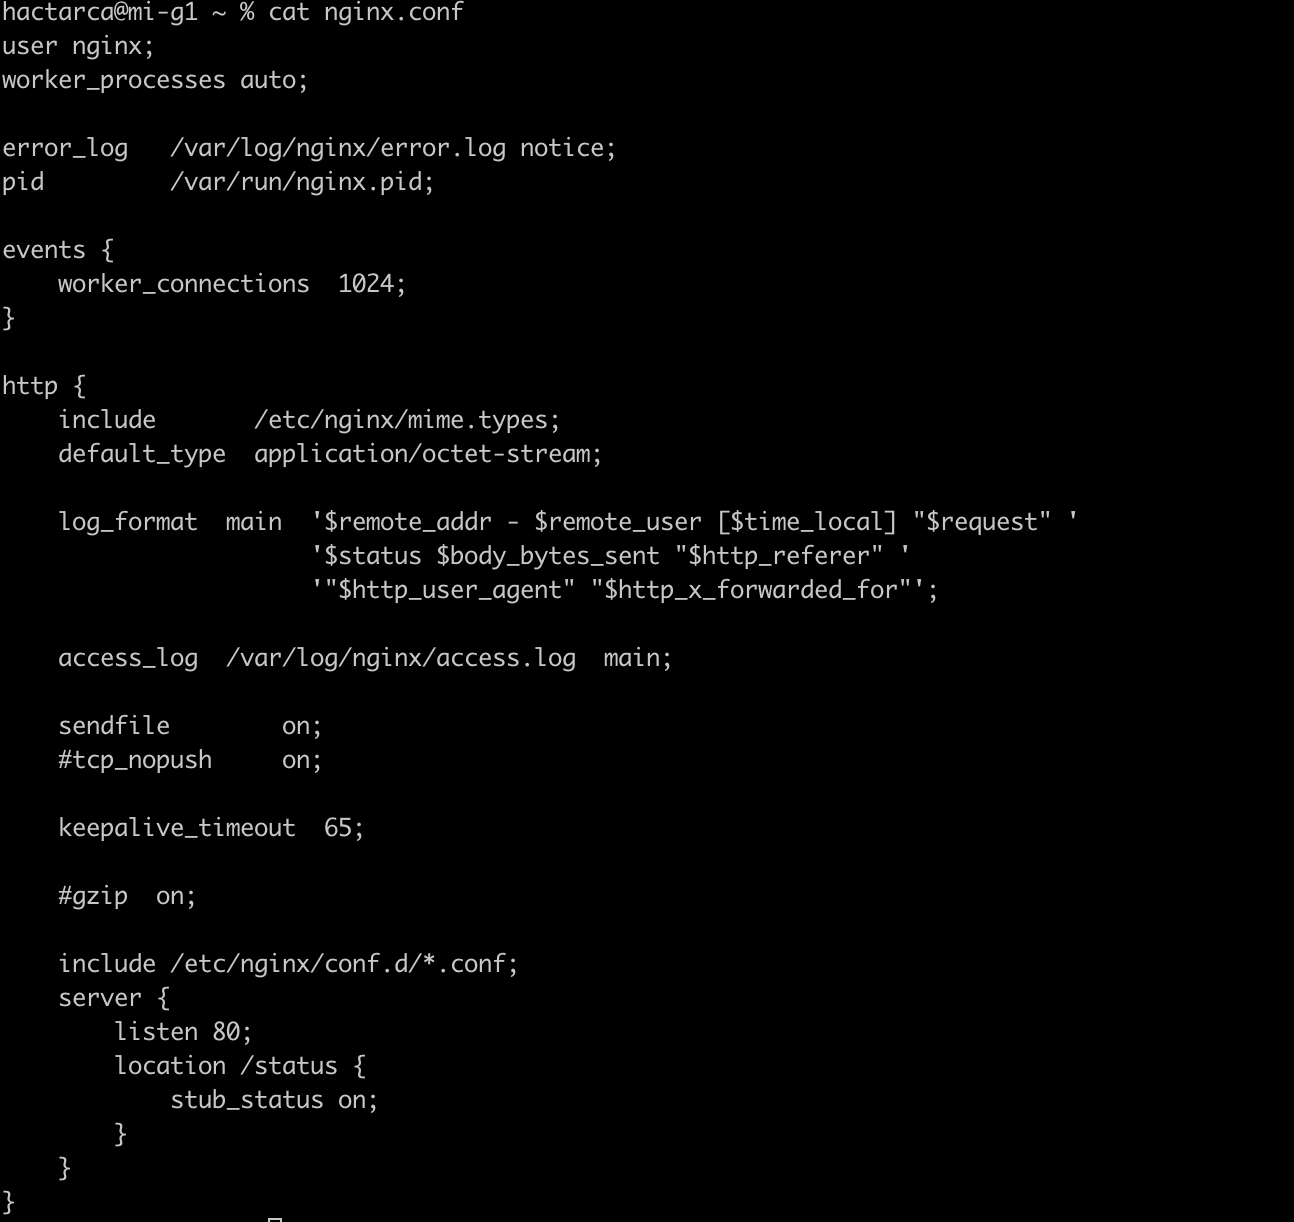 hactarca@mi-g1 ~ % cat nginx.conf
user nginx;
worker_processes auto;

error_log   /var/log/nginx/error.log notice;
pid         /var/run/nginx.pid;

events {
    worker_connections  1024;
}

http {
    include       /etc/nginx/mime.types;
    default_type  application/octet-stream;

    log_format  main  '$remote_addr - $remote_user [$time_local] "$request" '
                      '$status $body_bytes_sent "$http_referer" '
                      '"$http_user_agent" "$http_x_forwarded_for"';

    access_log  /var/log/nginx/access.log  main;

    sendfile        on;
    #tcp_nopush     on;

    keepalive_timeout  65;

    #gzip  on;

    include /etc/nginx/conf.d/*.conf;
    server {
        listen 80;
        location /status {
            stub_status on;
        }
    }
}